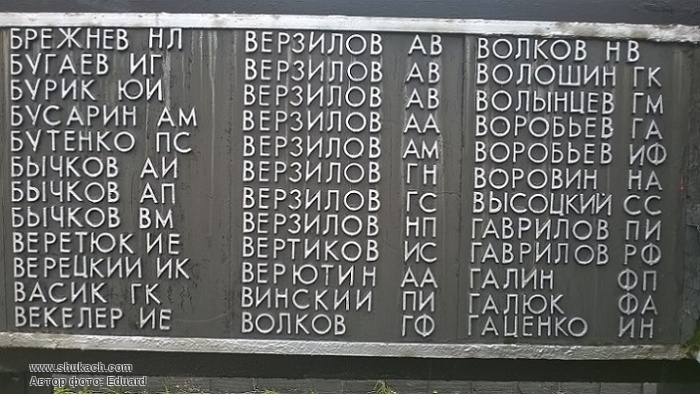 БРЕЖНЕВ НЛ
БУГАЕВ ИГ
БУРИК ЮИ
БУСАРИН АМ
БУТЕНКО ПС
БЫЧКОВ АИ
БЫЧКОВ АП
БЫЧКОВ ВМ
ВЕРЕТЮК ИЕ
ВЕРЕЦКИЙ ИК
ВАСИК ГК
ВЕКЕЛЕР ИЕ
ВЕРЗИЛОВ АВ
ВЕРЗИЛОВ АВ
ВЕРЗИЛОВ АВ
ВЕРЗИЛОВ АА
ВЕРЗИЛОВ АМ
ВЕРЗИЛОВ ГН
ВЕРЗИЛОВ ГС
ВЕРЗИЛОВ НП
ВЕРТИКОВ ИС
ВЕРЮТИН АА
ВИНСКИЙ ПИ
ВОЛКОВ ГФ
ВОЛКОВ НВ
ВОЛОШИН ГК
ВОЛЫНЦЕВ ГМ
ВОРОБЬЕВ ГА
ВОРОБЬЕВ ИФ
ВОРОВИН НА
ВЫСОЦКИЙ СС
ГАВРИЛОВ ПИ
ГАВРИЛОВ РФ
ГАЛИН ФП
ГАЛЮК ФА
ГАЦЕНКО ИН
www.shukach.com
Автор фото: Eduard